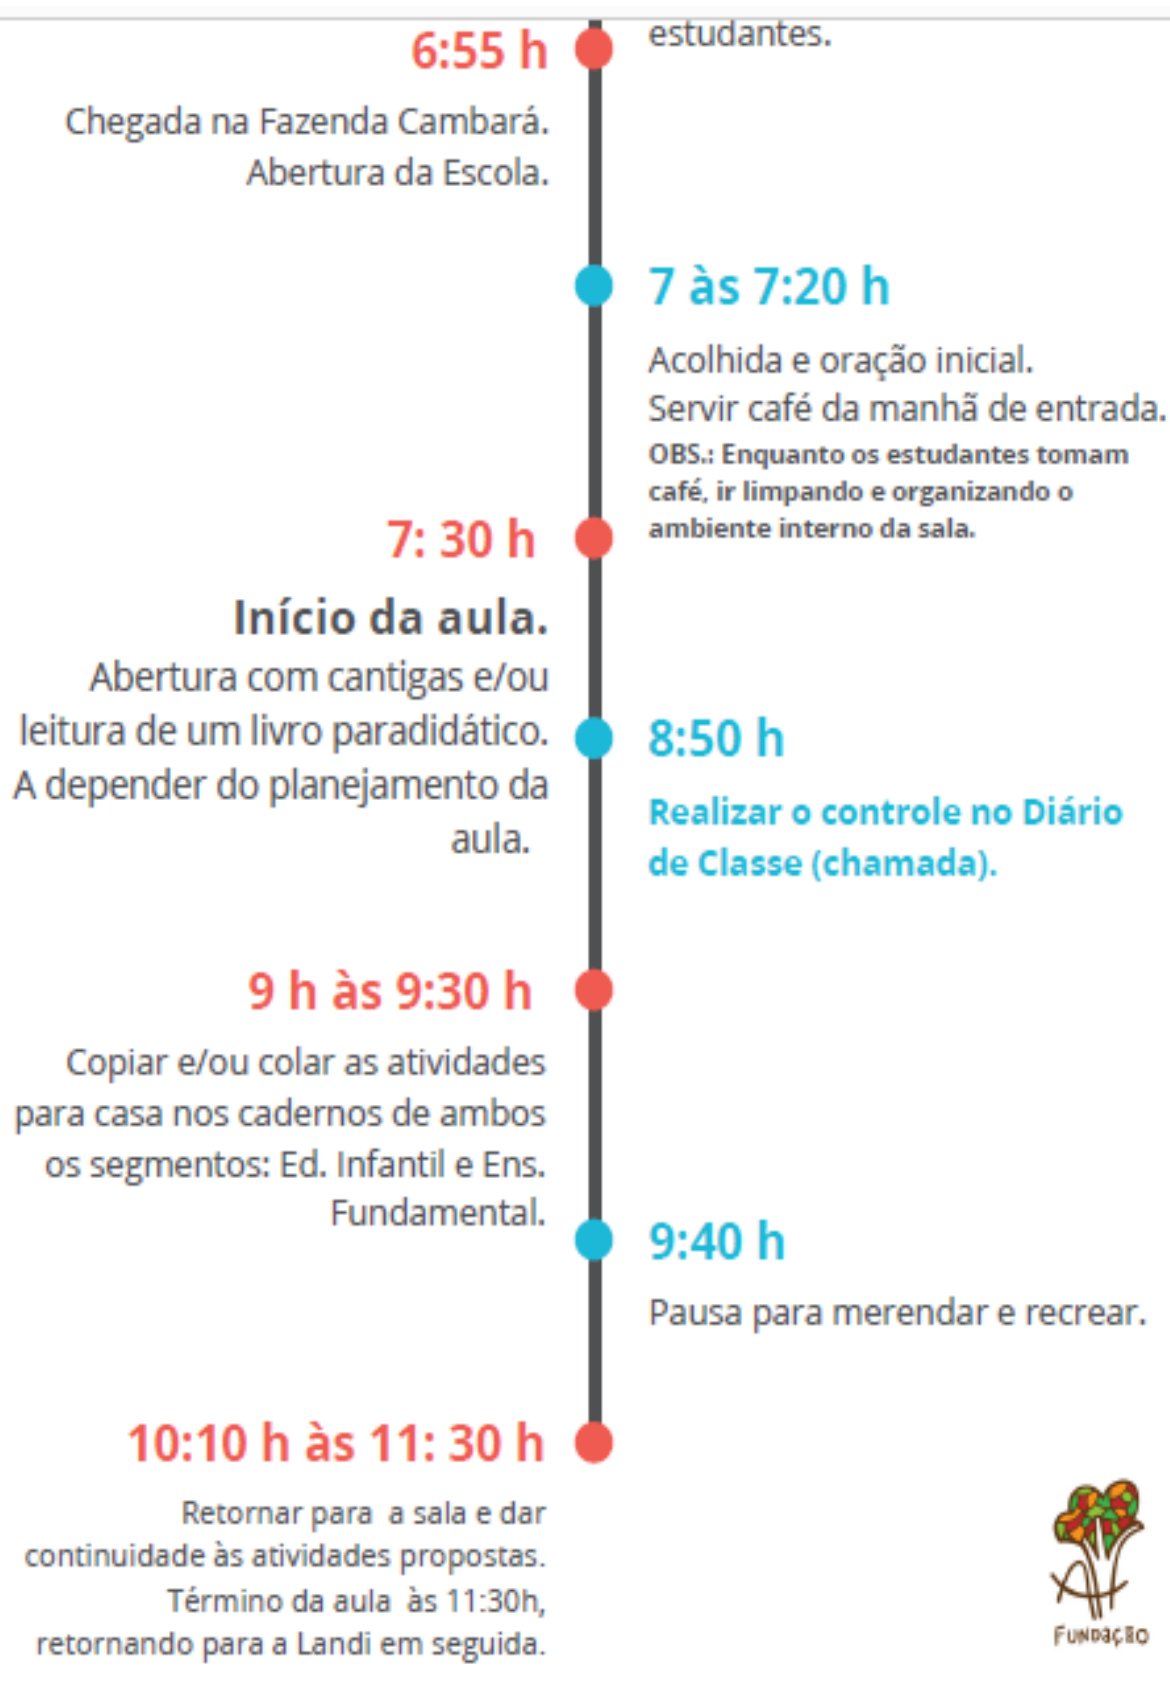 estudantes.
6:55 h
Chegada na Fazenda Cambará.
Abertura da Escola.
7 às 7:20 h
Acolhida e oração inicial.
Servir café da manhã de entrada.
OBS.: Enquanto os estudantes tomam
café, ir limpando e organizando o
ambiente interno da sala.
7: 30 h
Início da aula.
Abertura com cantigas e/ou
leitura de um livro paradidático.
A depender do planejamento da
aula.
8:50 h
Realizar o controle no Diário
de Classe (chamada).
9 h às 9:30 h
Copiar e/ou colar as atividades
para casa nos cadernos de ambos
os segmentos: Ed. Infantil e Ens.
Fundamental.
9:40 h
Pausa para merendar e recrear.
10:10 h às 11: 30 h
Retornar para a sala e dar
continuidade às atividades propostas.
Término da aula às 11:30h,
retornando para a Landi em seguida.
FUNDAÇÃO